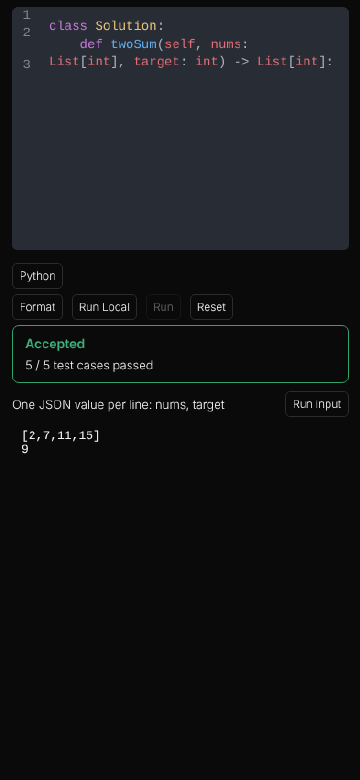 1
class Solution:
2
def twoSum(self, nums:
List[int], target: int) -> List[int]:
3
Python
Format Run Local Run Reset
Accepted
5 / 5 test cases passed
One JSON value per line: nums, target Run input
[2,7,11,15]
9